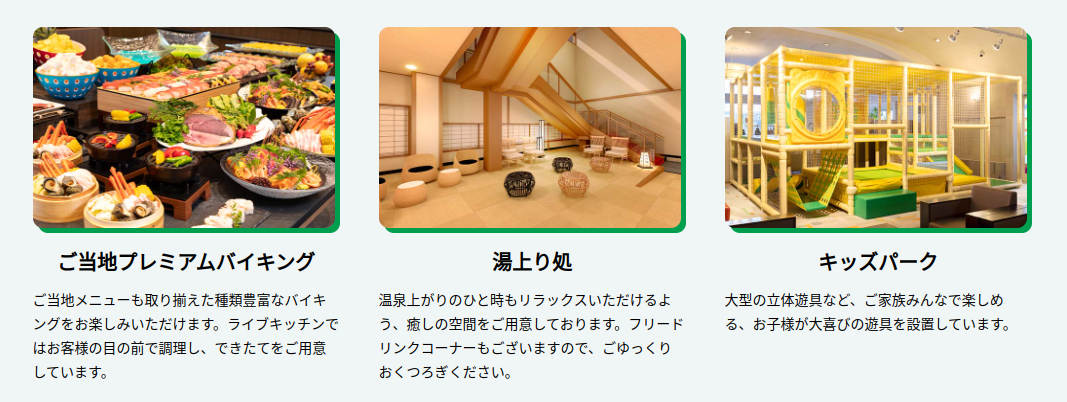 ご当地プレミアムバイキング
ご当地メニューも取り揃えた種類豊富なバイキ
ングをお楽しみいただけます。ライブキッチンで
はお客様の目の前で調理し、できたてをご用意
しています。
湯上り処
温泉上がりのひと時もリラックスいただけるよ
う、癒しの空間をご用意しております。フリード
リンクコーナーもございますので、ごゆっくり
おくつろぎください。
キッズパーク
大型の立体遊具など、ご家族みんなで楽しめ
る、お子様が大喜びの遊具を設置しています。